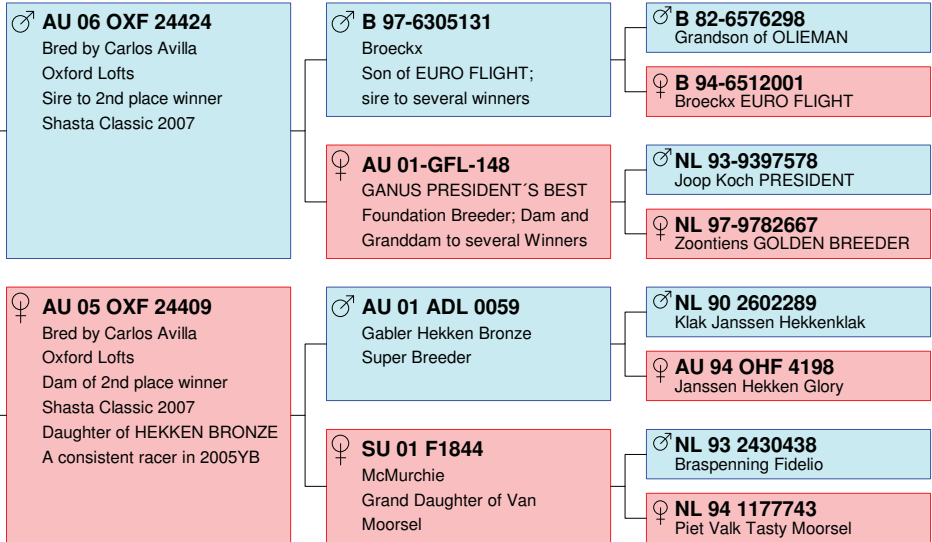 AU 06 OXF 24424
Bred by Carlos Avilla
Oxford Lofts
Sire to 2nd place winner
Shasta Classic 2007
AU 05 OXF 24409
Bred by Carlos Avilla
Oxford Lofts
Dam of 2nd place winner
Shasta Classic 2007
Daughter of HEKKEN BRONZE
A consistent racer in 2005YB
B 97-6305131
Broeckx
Son of EURO FLIGHT;
sire to several winners
AU 01-GFL-148
GANUS PRESIDENT´S BEST
Foundation Breeder; Dam and
Granddam to several Winners
AU 01 ADL 0059
Gabler Hekken Bronze
Super Breeder
SU 01 F1844
McMurchie
Grand Daughter of Van
Moorsel
B 82-6576298
Grandson of OLIEMAN
B 94-6512001
Broeckx EURO FLIGHT
NL 93-9397578
Joop Koch PRESIDENT
NL 97-9782667
Zoontiens GOLDEN BREEDER
NL 90 2602289
Klak Janssen Hekkenklak
AU 94 OHF 4198
Janssen Hekken Glory
NL 93 2430438
Braspenning Fidelio
NL 94 1177743
Piet Valk Tasty Moorsel